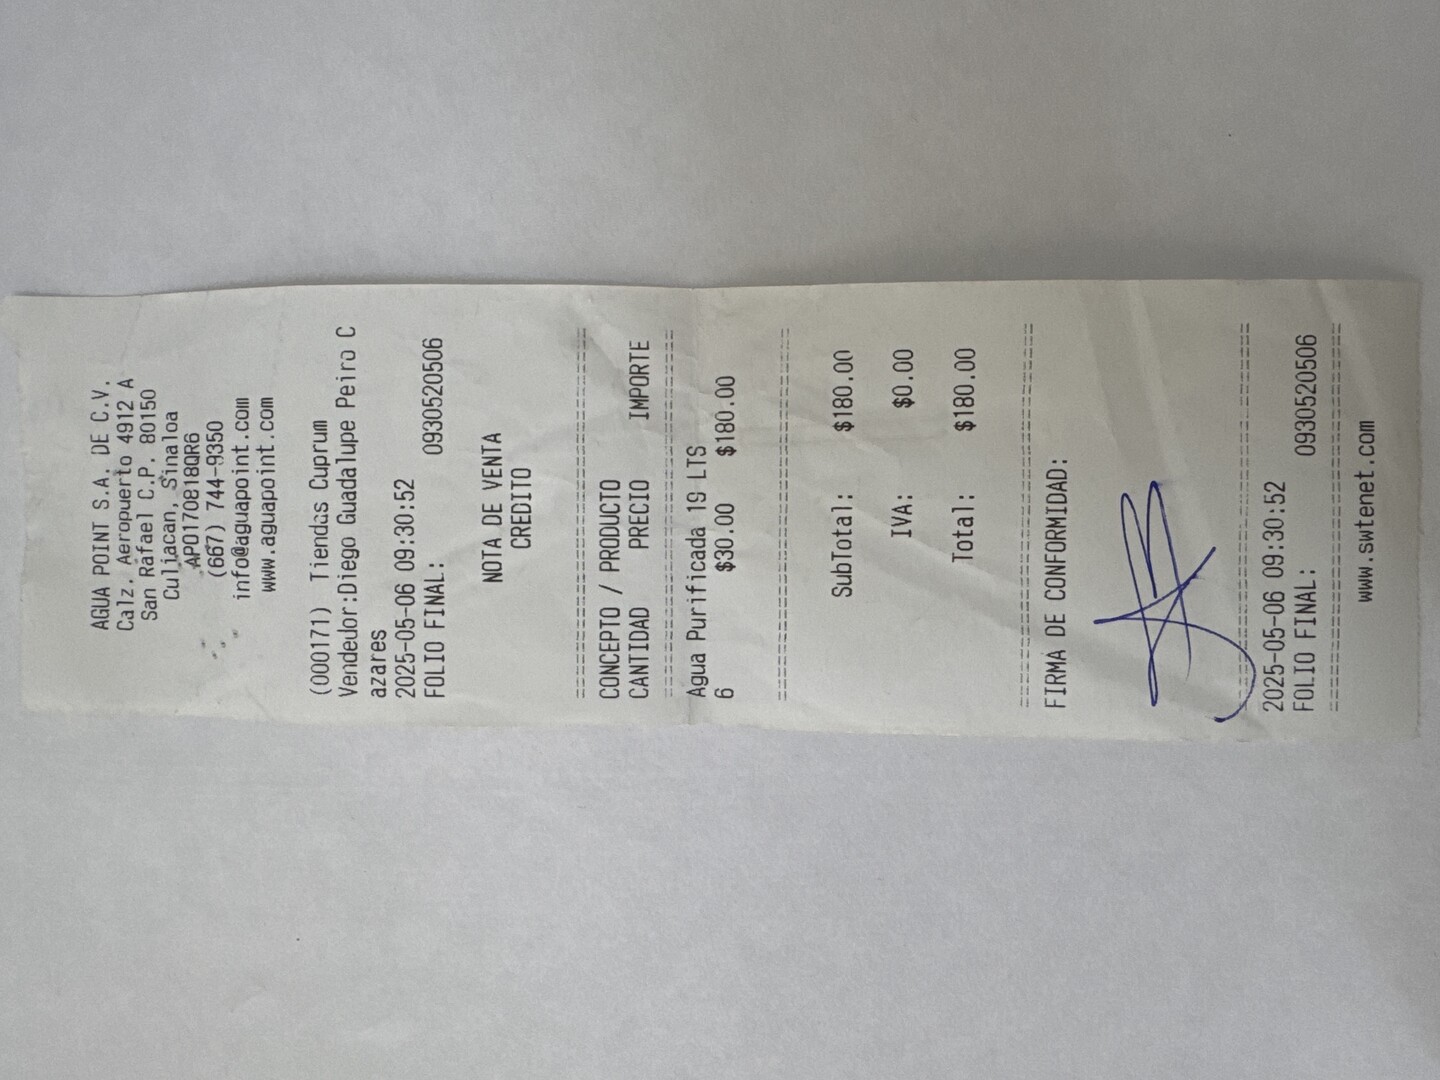 AGUA POINT S.A. DE C.V.
Calz. Aeropuerto 4912 A
San Rafael C.P. 80150
Culiacan, Sinaloa
APO170818QR6
(667) 744-9350
info@aguapoint.com
www.aguapoint.com
(000171) Tiendas Cuprum
Vendedor:Diego Guadalupe Peiro C
azares
2025-05-06 09:30:52
FOLIO FINAL: 0930520506
NOTA DE VENTA
CREDITO
================================
CONCEPTO / PRODUCTO
CANTIDAD PRECIO IMPORTE
================================
Agua Purificada 19 LTS
6 $30.00 $180.00
================================
SubTotal: $180.00
IVA: $0.00
Total: $180.00
================================
FIRMA DE CONFORMIDAD:
================================
2025-05-06 09:30:52
FOLIO FINAL: 0930520506
================================
www.swtenet.com